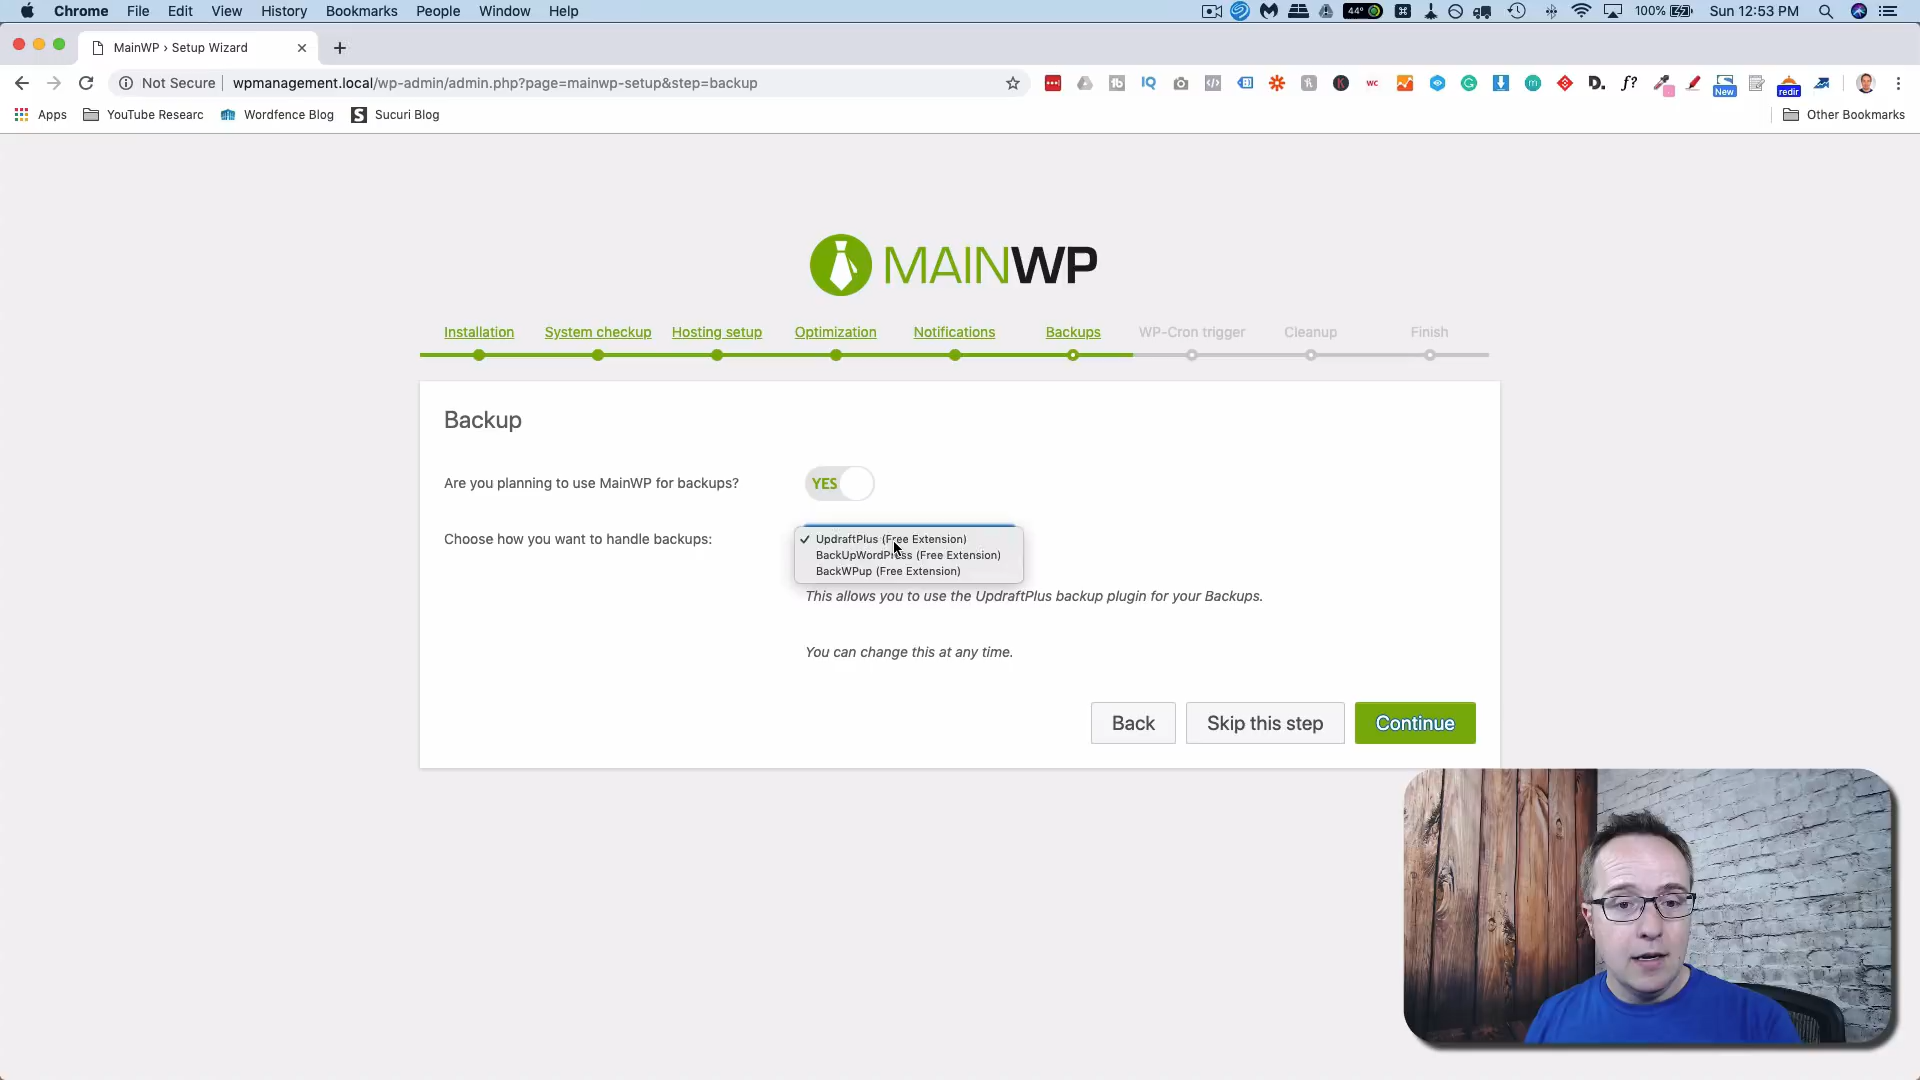 Chrome File Edit View History Bookmarks People Window Help 44° 100% Sun 12:53 PM
MainWP › Setup Wizard
Not Secure wpmanagement.local/wp-admin/admin.php?page=mainwp-setup&step=backup
New redir
Apps YouTube Researc Wordfence Blog Sucuri Blog Other Bookmarks
MAINWP
Installation System checkup Hosting setup Optimization Notifications Backups WP-Cron trigger Cleanup Finish
Backup
Are you planning to use MainWP for backups? YES
Choose how you want to handle backups: ✓ UpdraftPlus (Free Extension)
BackUpWordPress (Free Extension)
BackWPup (Free Extension)
This allows you to use the UpdraftPlus backup plugin for your Backups.
You can change this at any time.
Back Skip this step Continue